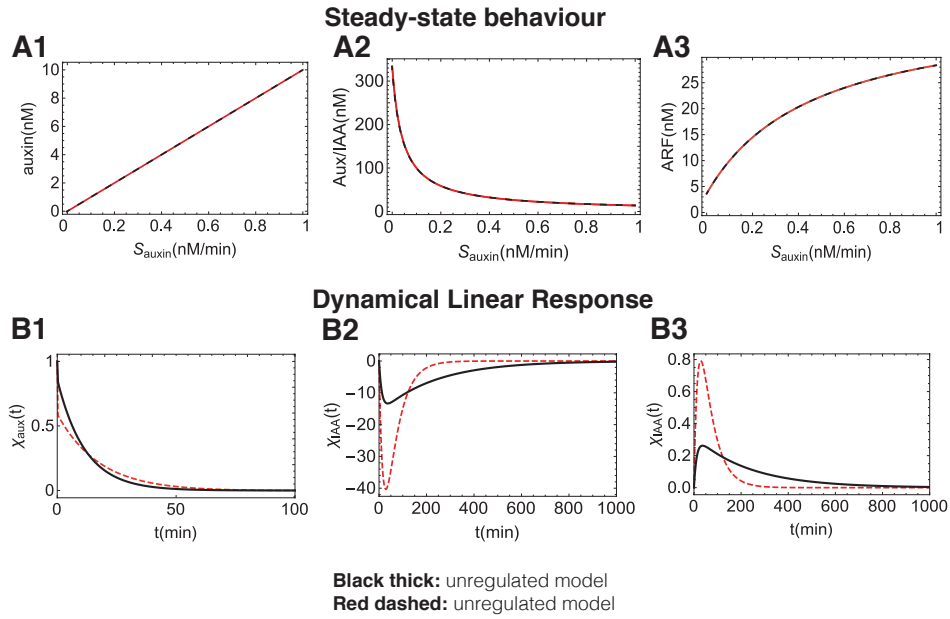 Steady-state behaviour
A1
A2
A3
auxin(nM)
10
8
6
4
2
0
0
0.2
0.4
0.6
0.8
1
S_auxin(nM/min)
Aux/IAA(nM)
300
200
100
0
0
0.2
0.4
0.6
0.8
1
S_auxin(nM/min)
ARF(nM)
25
20
15
10
5
0
0
0.2
0.4
0.6
0.8
1
S_auxin(nM/min)
Dynamical Linear Response
B1
B2
B3
χ_aux(t)
1
0.5
0
0
50
100
t(min)
χ_IAA(t)
0
−10
−20
−30
−40
0
200
400
600
800
1000
t(min)
χ_IAA(t)
0.8
0.6
0.4
0.2
0.0
0
200
400
600
800
1000
t(min)
Black thick: unregulated model
Red dashed: unregulated model